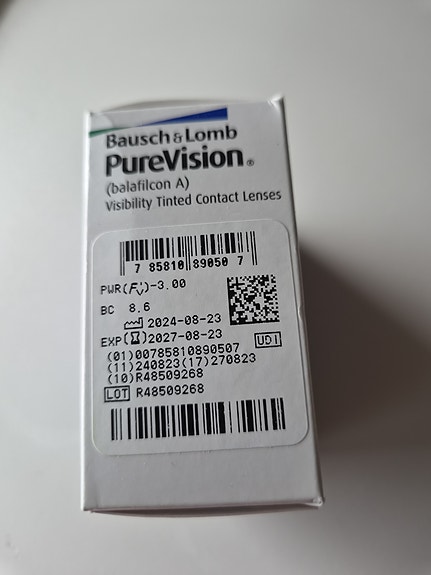 Bausch & Lomb
PureVision®
(balafilcon A)
Visibility Tinted Contact Lenses
7 85810 89050 7
PWR(F'v)-3.00
BC 8.6
2024-08-23
EXP 2027-08-23
UDI
(01)00785810890507
(11)240823(17)270823
(10)R48509268
LOT R48509268